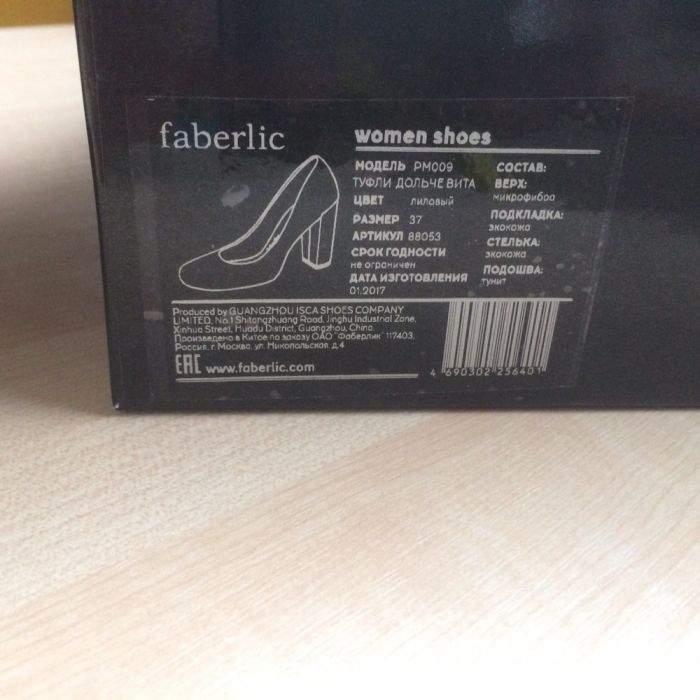 faberlic
women shoes
МОДЕЛЬ PM009
ТУФЛИ ДОЛЬЧЕ ВИТА
ЦВЕТ лиловый
РАЗМЕР 37
АРТИКУЛ 88053
СРОК ГОДНОСТИ
не ограничен
ДАТА ИЗГОТОВЛЕНИЯ
01.2017
СОСТАВ:
ВЕРХ:
микрофибра
ПОДКЛАДКА:
экокожа
СТЕЛЬКА:
экокожа
ПОДОШВА:
тунит
Produced by GUANGZHOU ISCA SHOES COMPANY
LIMITED, No.1 Shitongzhuang Road, Jinghu Industrial Zone,
Xinhua Street, Huadu District, Guangzhou, China.
Произведено в Китае по заказу ОАО "Фаберлик" 117403,
Россия, г. Москва, ул. Никопольская, д.4
EAC www.faberlic.com
4 690302 256401